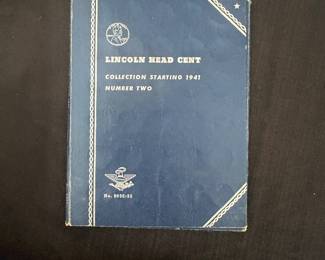 LINCOLN HEAD CENT
COLLECTION STARTING 1941
NUMBER TWO